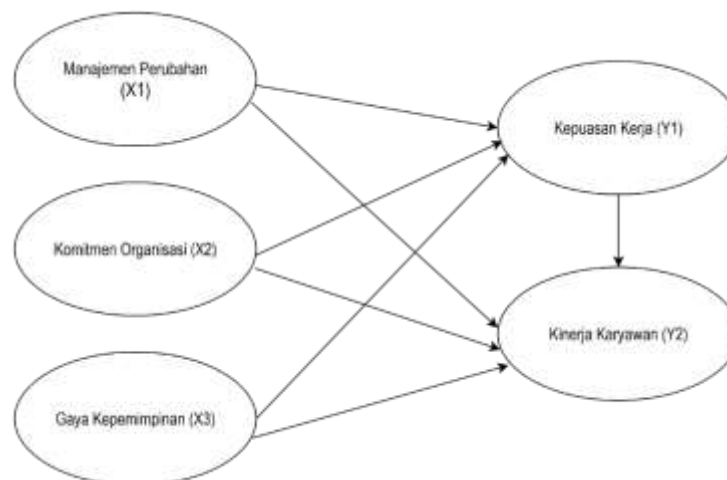 Manajemen Perubahan
(X1)
Kepuasan Kerja (Y1)
Komitmen Organisasi (X2)
Kinerja Karyawan (Y2)
Gaya Kepemimpinan (X3)